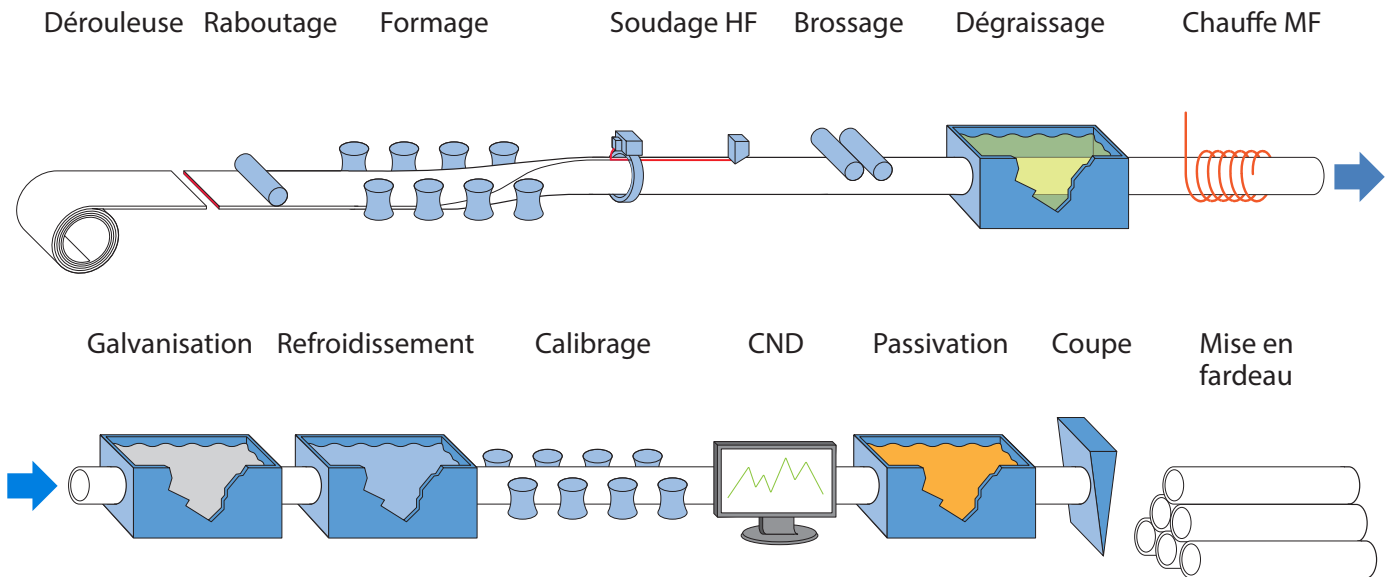 Dérouleuse Raboutage Formage Soudage HF Brossage Dégraissage Chauffe MF
Galvanisation Refroidissement Calibrage CND Passivation Coupe Mise en
fardeau